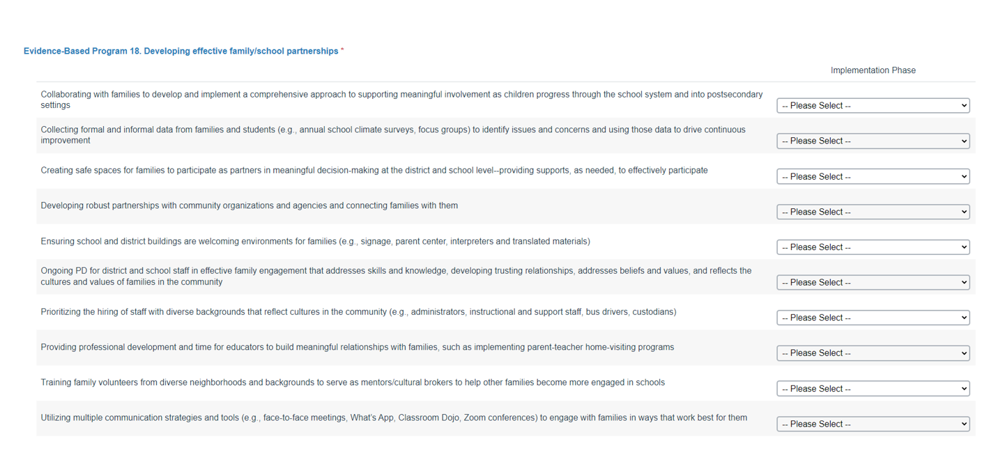 Evidence-Based Program 18. Developing effective family/school partnerships *
Implementation Phase
Collaborating with families to develop and implement a comprehensive approach to supporting meaningful involvement as children progress through the school system and into postsecondary
settings
-- Please Select --
Collecting formal and informal data from families and students (e.g., annual school climate surveys, focus groups) to identify issues and concerns and using those data to drive continuous
improvement
-- Please Select --
Creating safe spaces for families to participate as partners in meaningful decision-making at the district and school level--providing supports, as needed, to effectively participate
-- Please Select --
Developing robust partnerships with community organizations and agencies and connecting families with them
-- Please Select --
Ensuring school and district buildings are welcoming environments for families (e.g., signage, parent center, interpreters and translated materials)
-- Please Select --
Ongoing PD for district and school staff in effective family engagement that addresses skills and knowledge, developing trusting relationships, addresses beliefs and values, and reflects the
cultures and values of families in the community
-- Please Select --
Prioritizing the hiring of staff with diverse backgrounds that reflect cultures in the community (e.g., administrators, instructional and support staff, bus drivers, custodians)
-- Please Select --
Providing professional development and time for educators to build meaningful relationships with families, such as implementing parent-teacher home-visiting programs
-- Please Select --
Training family volunteers from diverse neighborhoods and backgrounds to serve as mentors/cultural brokers to help other families become more engaged in schools
-- Please Select --
Utilizing multiple communication strategies and tools (e.g., face-to-face meetings, What's App, Classroom Dojo, Zoom conferences) to engage with families in ways that work best for them
-- Please Select --